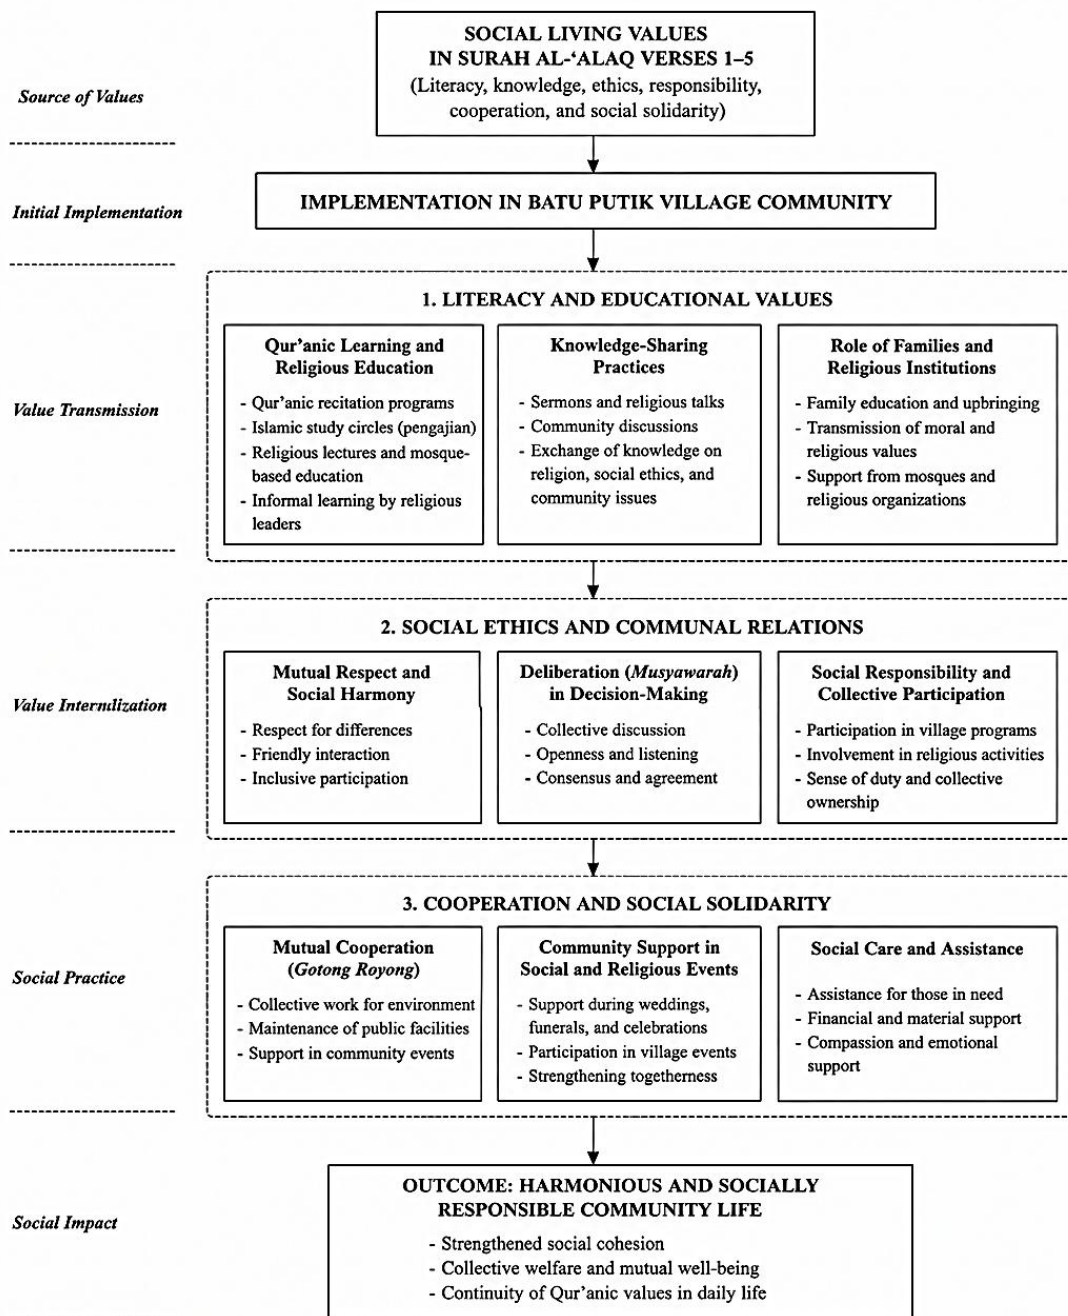 SOCIAL LIVING VALUES
IN SURAH AL-‘ALAQ VERSES 1–5
(Literacy, knowledge, ethics, responsibility,
cooperation, and social solidarity)
Source of Values
IMPLEMENTATION IN BATU PUTIK VILLAGE COMMUNITY
Initial Implementation
1. LITERACY AND EDUCATIONAL VALUES
Value Transmission
Qur’anic Learning and
Religious Education
- Qur’anic recitation programs
- Islamic study circles (pengajian)
- Religious lectures and mosque-
based education
- Informal learning by religious
leaders
Knowledge-Sharing
Practices
- Sermons and religious talks
- Community discussions
- Exchange of knowledge on
religion, social ethics, and
community issues
Role of Families and
Religious Institutions
- Family education and upbringing
- Transmission of moral and
religious values
- Support from mosques and
religious organizations
2. SOCIAL ETHICS AND COMMUNAL RELATIONS
Value Internilization
Mutual Respect and
Social Harmony
- Respect for differences
- Friendly interaction
- Inclusive participation
Deliberation (Musyawarah)
in Decision-Making
- Collective discussion
- Openness and listening
- Consensus and agreement
Social Responsibility and
Collective Participation
- Participation in village programs
- Involvement in religious activities
- Sense of duty and collective
ownership
3. COOPERATION AND SOCIAL SOLIDARITY
Social Practice
Mutual Cooperation
(Gotong Royong)
- Collective work for environment
- Maintenance of public facilities
- Support in community events
Community Support in
Social and Religious Events
- Support during weddings,
funerals, and celebrations
- Participation in village events
- Strengthening togetherness
Social Care and Assistance
- Assistance for those in need
- Financial and material support
- Compassion and emotional
support
Social Impact
OUTCOME: HARMONIOUS AND SOCIALLY
RESPONSIBLE COMMUNITY LIFE
- Strengthened social cohesion
- Collective welfare and mutual well-being
- Continuity of Qur’anic values in daily life